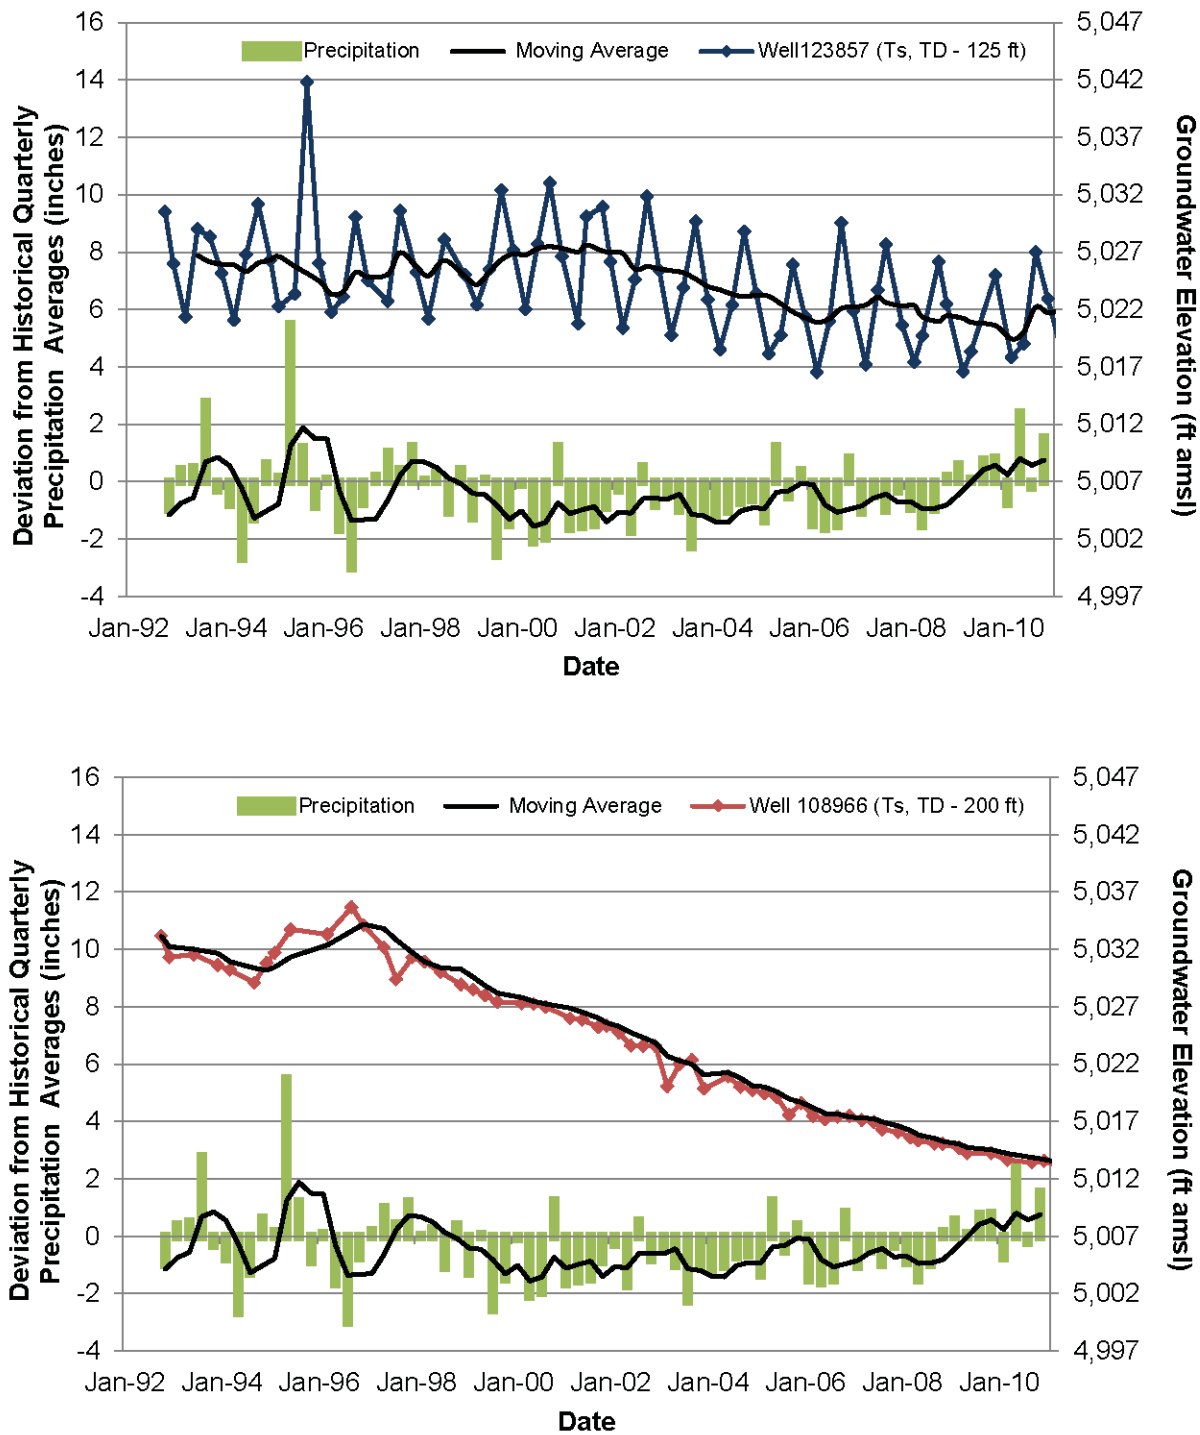 16
14
12
10
8
6
4
2
0
-2
-4
Deviation from Historical Quarterly
Precipitation Averages (inches)
Precipitation
Moving Average
Well123857 (Ts, TD - 125 ft)
5,047
5,042
5,037
5,032
5,027
5,022
5,017
5,012
5,007
5,002
4,997
Groundwater Elevation (ft amsl)
Jan-92 Jan-94 Jan-96 Jan-98 Jan-00 Jan-02 Jan-04 Jan-06 Jan-08 Jan-10
Date
16
14
12
10
8
6
4
2
0
-2
-4
Deviation from Historical Quarterly
Precipitation Averages (inches)
Precipitation
Moving Average
Well 108966 (Ts, TD - 200 ft)
5,047
5,042
5,037
5,032
5,027
5,022
5,017
5,012
5,007
5,002
4,997
Groundwater Elevation (ft amsl)
Jan-92 Jan-94 Jan-96 Jan-98 Jan-00 Jan-02 Jan-04 Jan-06 Jan-08 Jan-10
Date